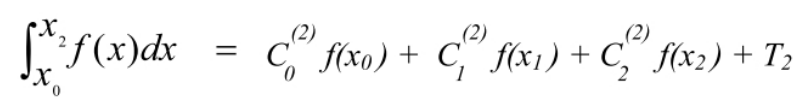 ∫_{x_0}^{x_2} f(x)dx = C_0^{(2)} f(x_0) + C_1^{(2)} f(x_1) + C_2^{(2)} f(x_2) + T_2